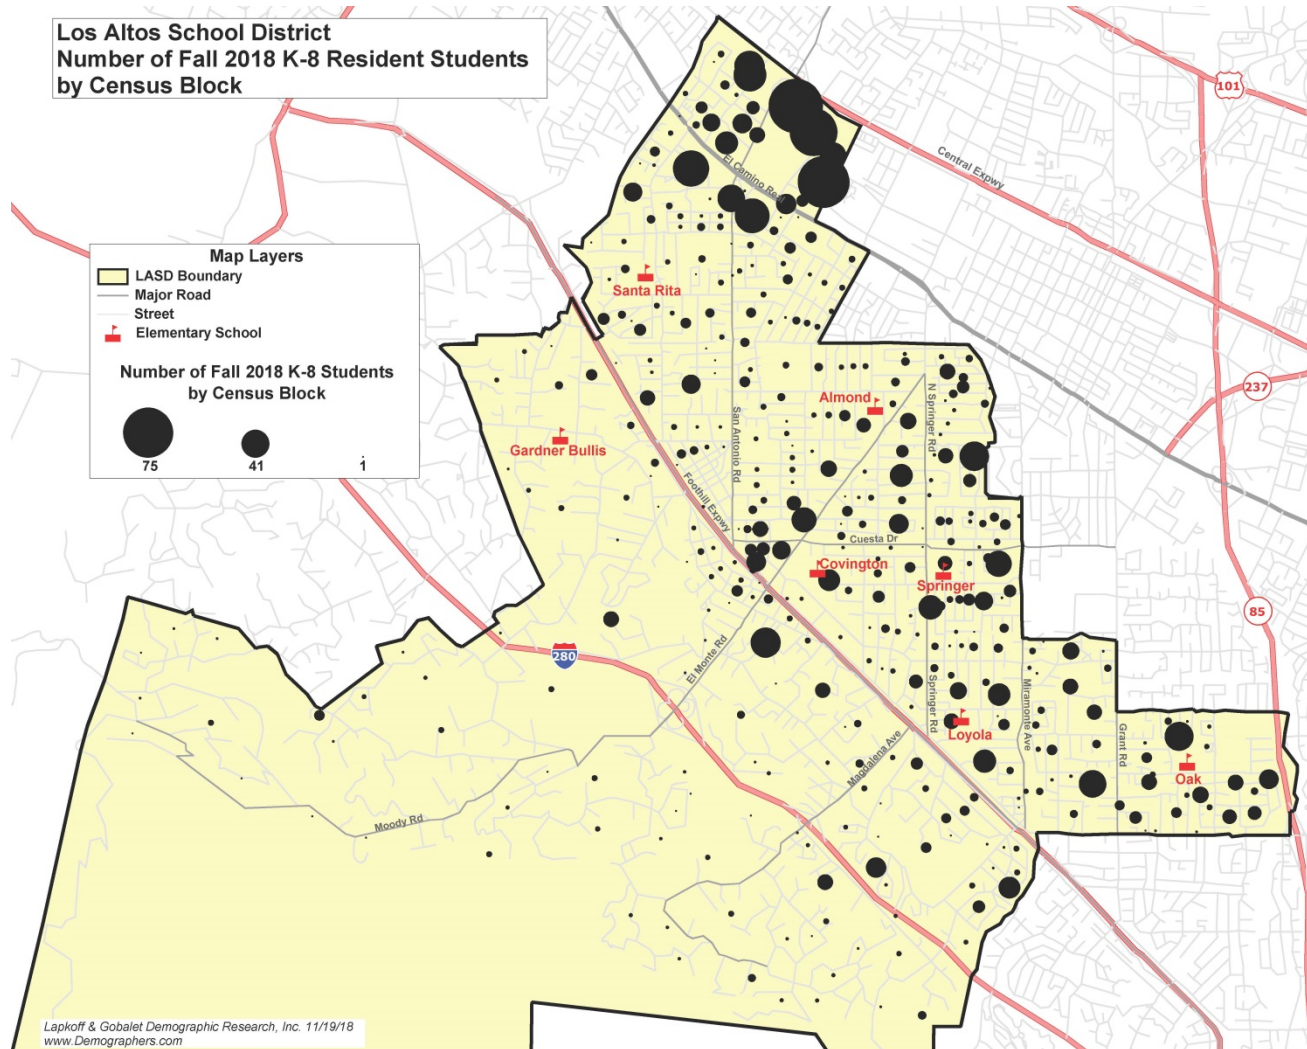 Los Altos School District
Number of Fall 2018 K-8 Resident Students
by Census Block
101
Central Expwy
El Camino Real
Map Layers
LASD Boundary
Major Road
Street
Elementary School
Number of Fall 2018 K-8 Students
by Census Block
75
41
1
Santa Rita
237
Almond
N Springer Rd
San Antonio Rd
Gardner Bullis
Foothill Expwy
Cuesta Dr
Covington
Springer
85
280
El Monte Rd
Springer Rd
Miramonte Ave
Loyola
Grant Rd
Magdalena Ave
Oak
Moody Rd
Lapkoff & Gobalet Demographic Research, Inc. 11/19/18
www.Demographers.com